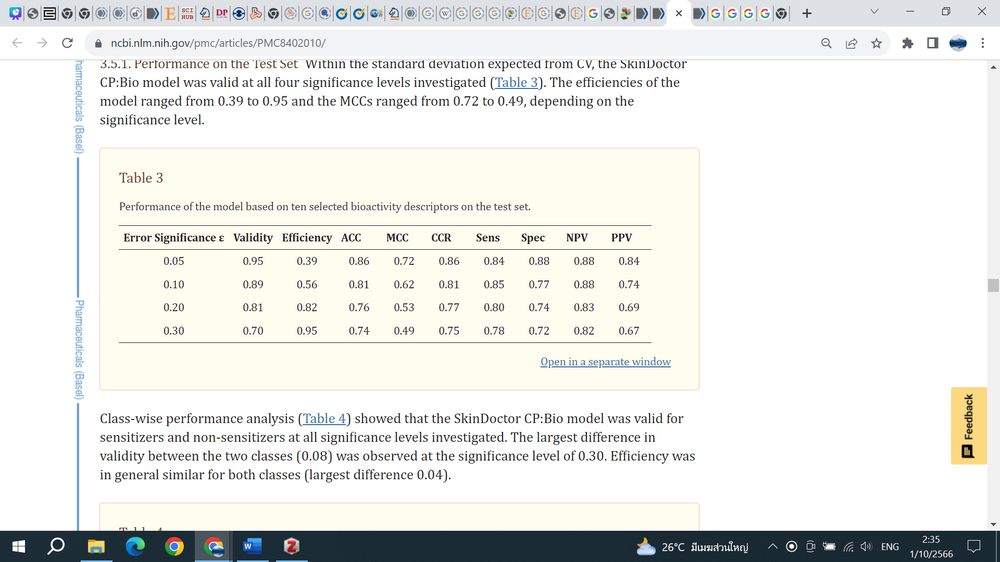 SCI
HUB
DP
E
W
ncbi.nlm.nih.gov/pmc/articles/PMC8402010/
3.5.1. Performance on the Test Set Within the standard deviation expected from CV, the SkinDoctor
CP:Bio model was valid at all four significance levels investigated (Table 3). The efficiencies of the
model ranged from 0.39 to 0.95 and the MCCs ranged from 0.72 to 0.49, depending on the
significance level.
harmaceuticals (Basel)
Pharmaceuticals (Basel)
Table 3
Performance of the model based on ten selected bioactivity descriptors on the test set.
Error Significance ε Validity Efficiency ACC MCC CCR Sens Spec NPV PPV
0.05 0.95 0.39 0.86 0.72 0.86 0.84 0.88 0.88 0.84
0.10 0.89 0.56 0.81 0.62 0.81 0.85 0.77 0.88 0.74
0.20 0.81 0.82 0.76 0.53 0.77 0.80 0.74 0.83 0.69
0.30 0.70 0.95 0.74 0.49 0.75 0.78 0.72 0.82 0.67
Open in a separate window
Class-wise performance analysis (Table 4) showed that the SkinDoctor CP:Bio model was valid for
sensitizers and non-sensitizers at all significance levels investigated. The largest difference in
validity between the two classes (0.08) was observed at the significance level of 0.30. Efficiency was
in general similar for both classes (largest difference 0.04).
Feedback
Table 4
26°C มีเมฆส่วนใหญ่
ENG
2:35
1/10/2566